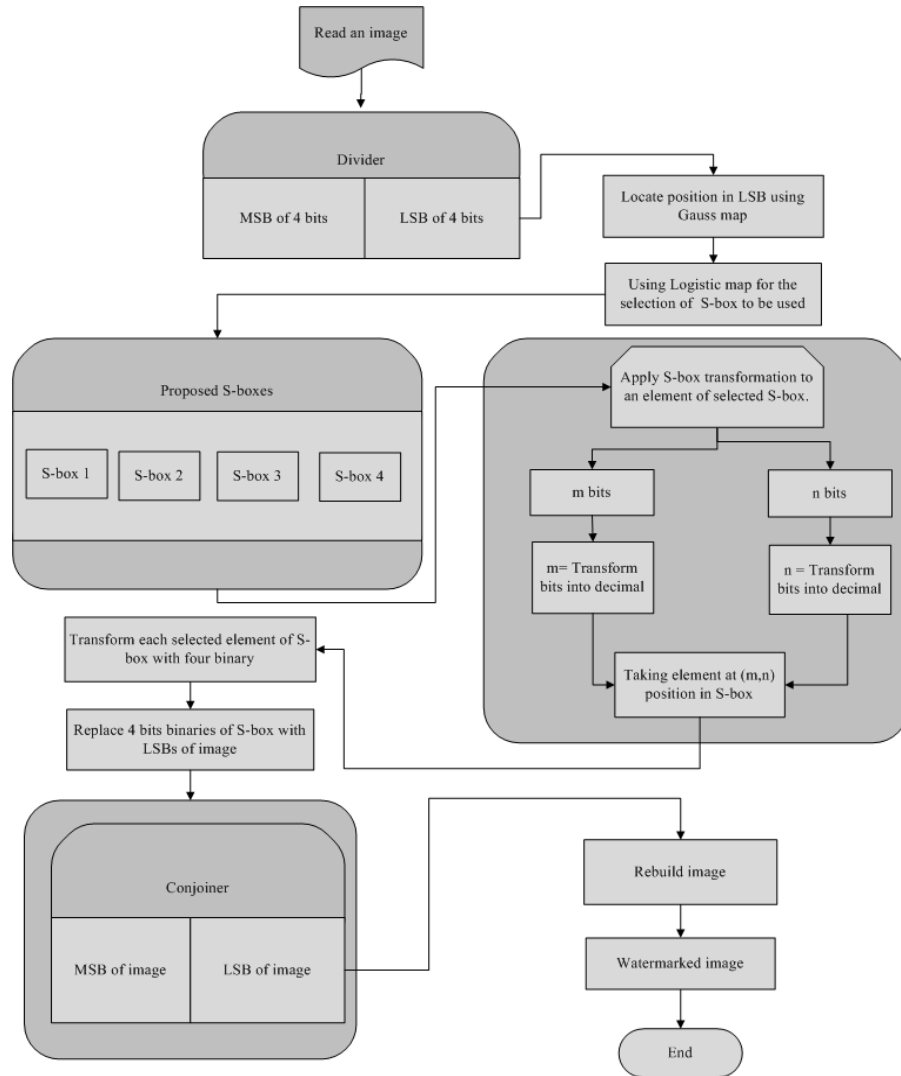 Read an image
Divider
MSB of 4 bits
LSB of 4 bits
Locate position in LSB using
Gauss map
Using Logistic map for the
selection of S-box to be used
Proposed S-boxes
S-box 1
S-box 2
S-box 3
S-box 4
Apply S-box transformation to
an element of selected S-box.
m bits
n bits
m= Transform
bits into decimal
n = Transform
bits into decimal
Taking element at (m,n)
position in S-box
Transform each selected element of S-
box with four binary
Replace 4 bits binaries of S-box with
LSBs of image
Conjoiner
MSB of image
LSB of image
Rebuild image
Watermarked image
End